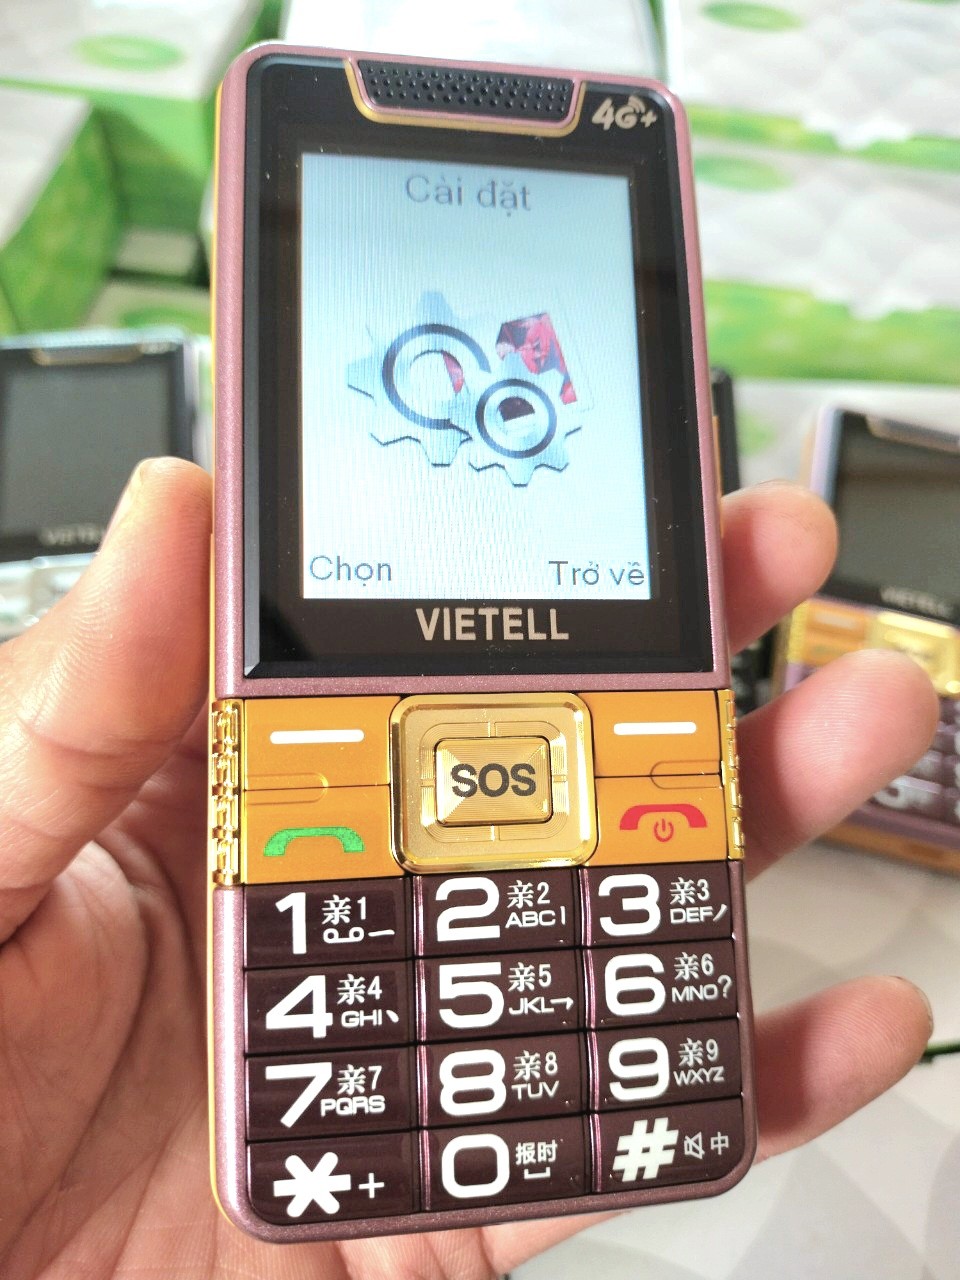 4G+
Cài đặt
Chọn Trở về
VIETELL
SOS
1 亲1
2 亲2 ABC
3 亲3 DEF
4 亲4 GHI
5 亲5 JKL
6 亲6 MNO?
7 亲7 PQRS
8 亲8 TUV
9 亲9 WXYZ
* +
0 报时
# 中
VIETELL
VIETELL